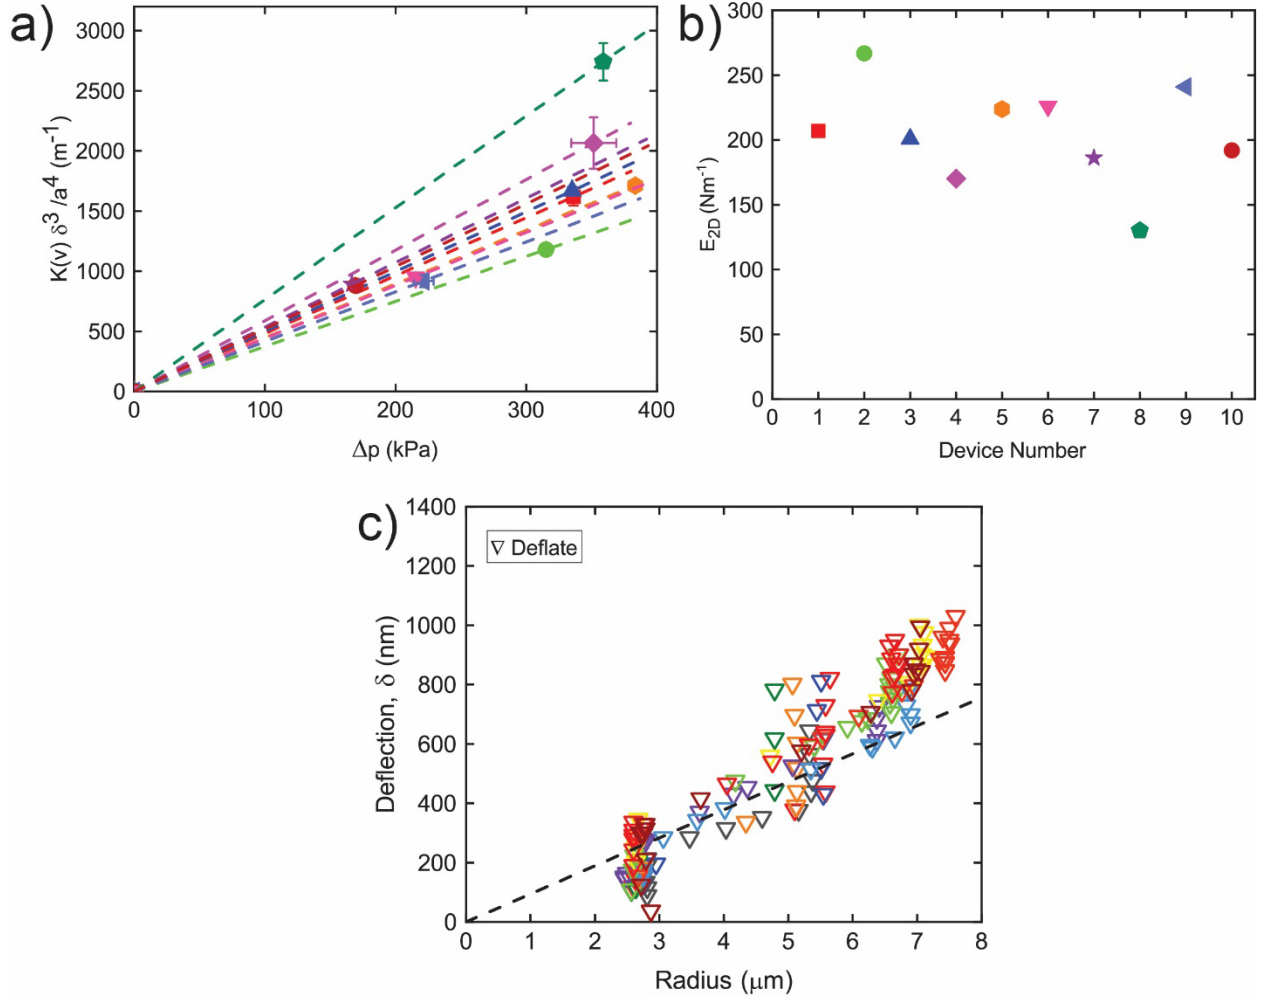 a)
K(ν) δ³ /a⁴ (m⁻¹)
3000
2500
2000
1500
1000
500
0
0 100 200 300 400
Δp (kPa)
b)
E₂D (Nm⁻¹)
300
250
200
150
100
50
0
0 1 2 3 4 5 6 7 8 9 10
Device Number
c)
Deflection, δ (nm)
1400
1200
1000
800
600
400
200
0
▽ Deflate
0 1 2 3 4 5 6 7 8
Radius (μm)